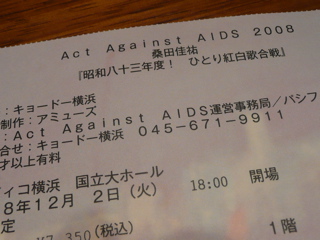 Act Against AIDS 2008
桑田佳祐
『昭和八十三年度! ひとり紅白歌合戦』
:キョードー横浜
制作:アミューズ
:Act Against AIDS運営事務局/パシフ
合せ:キョードー横浜 045-671-9911
才以上有料
ィコ横浜 国立大ホール
8年12月 2日(火) 18:00 開場
定
¥7,350(税込) 1階